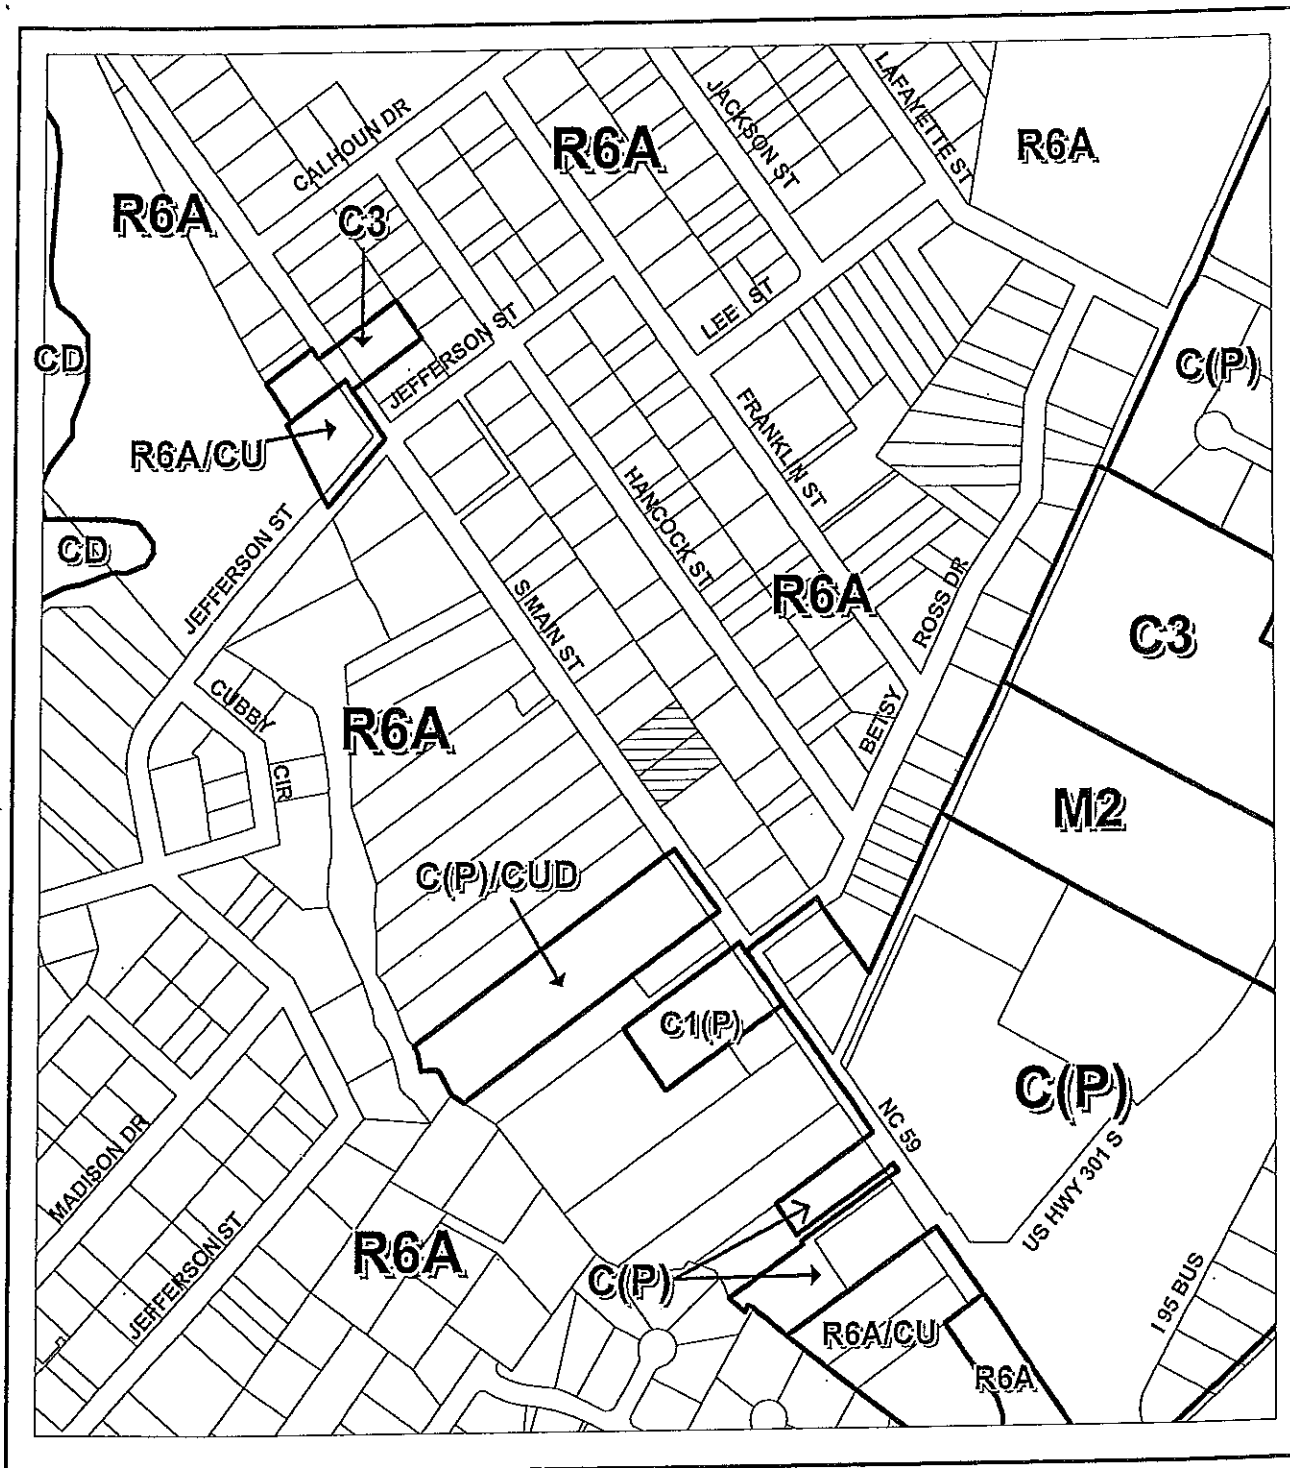 LAFAYETTE ST
JACKSON ST
CALHOUN DR
R6A
R6A
R6A
C3
LEE ST
JEFFERSON ST
CD
C(P)
R6A/CU
FRANKLIN ST
HANCOCK ST
JEFFERSON ST
CD
S MAIN ST
R6A
BETSY ROSS DR
C3
CUBBY CIR
R6A
M2
C(P)/CUD
C1(P)
C(P)
NC 59
MADISON DR
US HWY 301 S
JEFFERSON ST
R6A
C(P)
I 95 BUS
R6A/CU
R6A